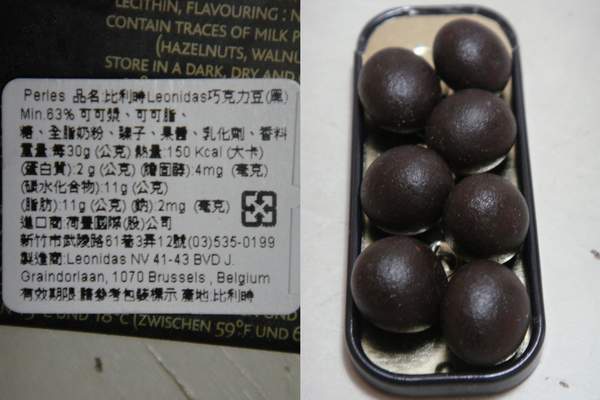 LECITHIN, FLAVOURING : N
CONTAIN TRACES OF MILK P
(HAZELNUTS, WALNU
STORE IN A DARK, DRY AND
Perles 品名:比利時Leonidas巧克力豆(黑)
Min.63% 可可漿、可可脂、
糖、全脂奶粉、榛子、果醬、乳化劑、香料
重量:每30g (公克) 熱量:150 Kcal (大卡)
(蛋白質):2 g (公克) (膽固醇):4mg (毫克)
(碳水化合物):11g (公克)
(脂肪):11g (公克) (鈉):2mg (毫克)
進口商:荷疊國際(股)公司
新竹市武陵路61巷3弄12號(03)535-0199
製造商:Leonidas NV 41-43 BVD J.
Graindorlaan, 1070 Brussels , Belgium
有效期限:請參考包裝標示 產地:比利時
UND 18°C (ZWISCHEN 59°F UND 6